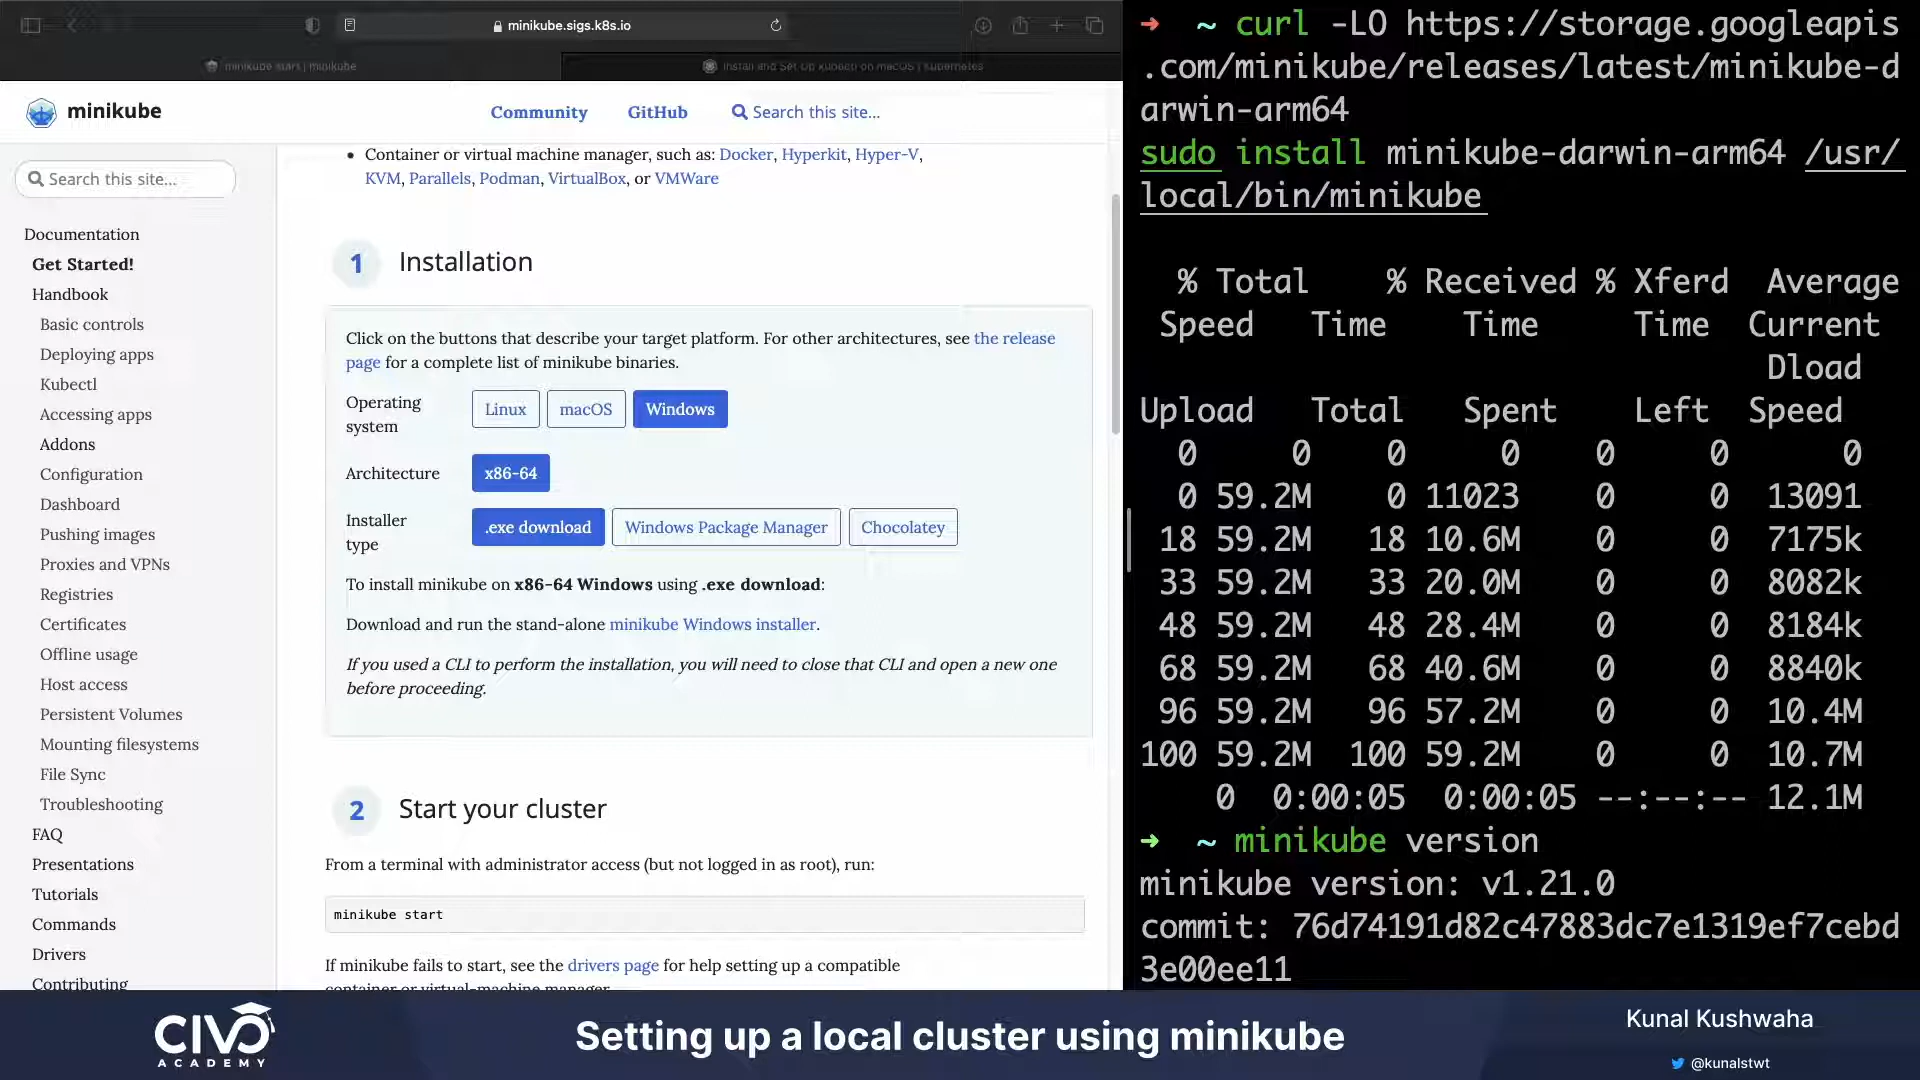 minikube.sigs.k8s.io
minikube start | minikube
Install and Set Up kubectl on macOS | Kubernetes
minikube
Community
GitHub
Search this site...
Search this site...
Documentation
Get Started!
Handbook
Basic controls
Deploying apps
Kubectl
Accessing apps
Addons
Configuration
Dashboard
Pushing images
Proxies and VPNs
Registries
Certificates
Offline usage
Host access
Persistent Volumes
Mounting filesystems
File Sync
Troubleshooting
FAQ
Presentations
Tutorials
Commands
Drivers
Contributing
Container or virtual machine manager, such as: Docker, Hyperkit, Hyper-V,
KVM, Parallels, Podman, VirtualBox, or VMWare
1 Installation
Click on the buttons that describe your target platform. For other architectures, see the release
page for a complete list of minikube binaries.
Operating
system
Linux macOS Windows
Architecture x86-64
Installer
type
.exe download Windows Package Manager Chocolatey
To install minikube on x86-64 Windows using .exe download:
Download and run the stand-alone minikube Windows installer.
If you used a CLI to perform the installation, you will need to close that CLI and open a new one
before proceeding.
2 Start your cluster
From a terminal with administrator access (but not logged in as root), run:
minikube start
If minikube fails to start, see the drivers page for help setting up a compatible
container or virtual-machine manager.
➜ ~ curl -LO https://storage.googleapis
.com/minikube/releases/latest/minikube-d
arwin-arm64
sudo install minikube-darwin-arm64 /usr/
local/bin/minikube
% Total % Received % Xferd Average
Speed Time Time Time Current
Dload
Upload Total Spent Left Speed
0 0 0 0 0 0 0
0 59.2M 0 11023 0 0 13091
18 59.2M 18 10.6M 0 0 7175k
33 59.2M 33 20.0M 0 0 8082k
48 59.2M 48 28.4M 0 0 8184k
68 59.2M 68 40.6M 0 0 8840k
96 59.2M 96 57.2M 0 0 10.4M
100 59.2M 100 59.2M 0 0 10.7M
0 0:00:05 0:00:05 --:--:-- 12.1M
➜ ~ minikube version
minikube version: v1.21.0
commit: 76d74191d82c47883dc7e1319ef7cebd
3e00ee11
CIVO
ACADEMY
Setting up a local cluster using minikube
Kunal Kushwaha
@kunalstwt